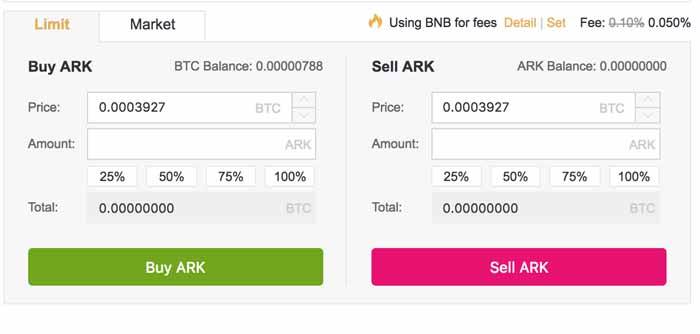 Limit Market Using BNB for fees Detail | Set Fee: 0.10% 0.050%
Buy ARK BTC Balance: 0.00000788 Sell ARK ARK Balance: 0.00000000
Price: 0.0003927 BTC Price: 0.0003927 BTC
Amount: ARK Amount: ARK
25% 50% 75% 100% 25% 50% 75% 100%
Total: 0.00000000 BTC Total: 0.00000000 BTC
Buy ARK Sell ARK